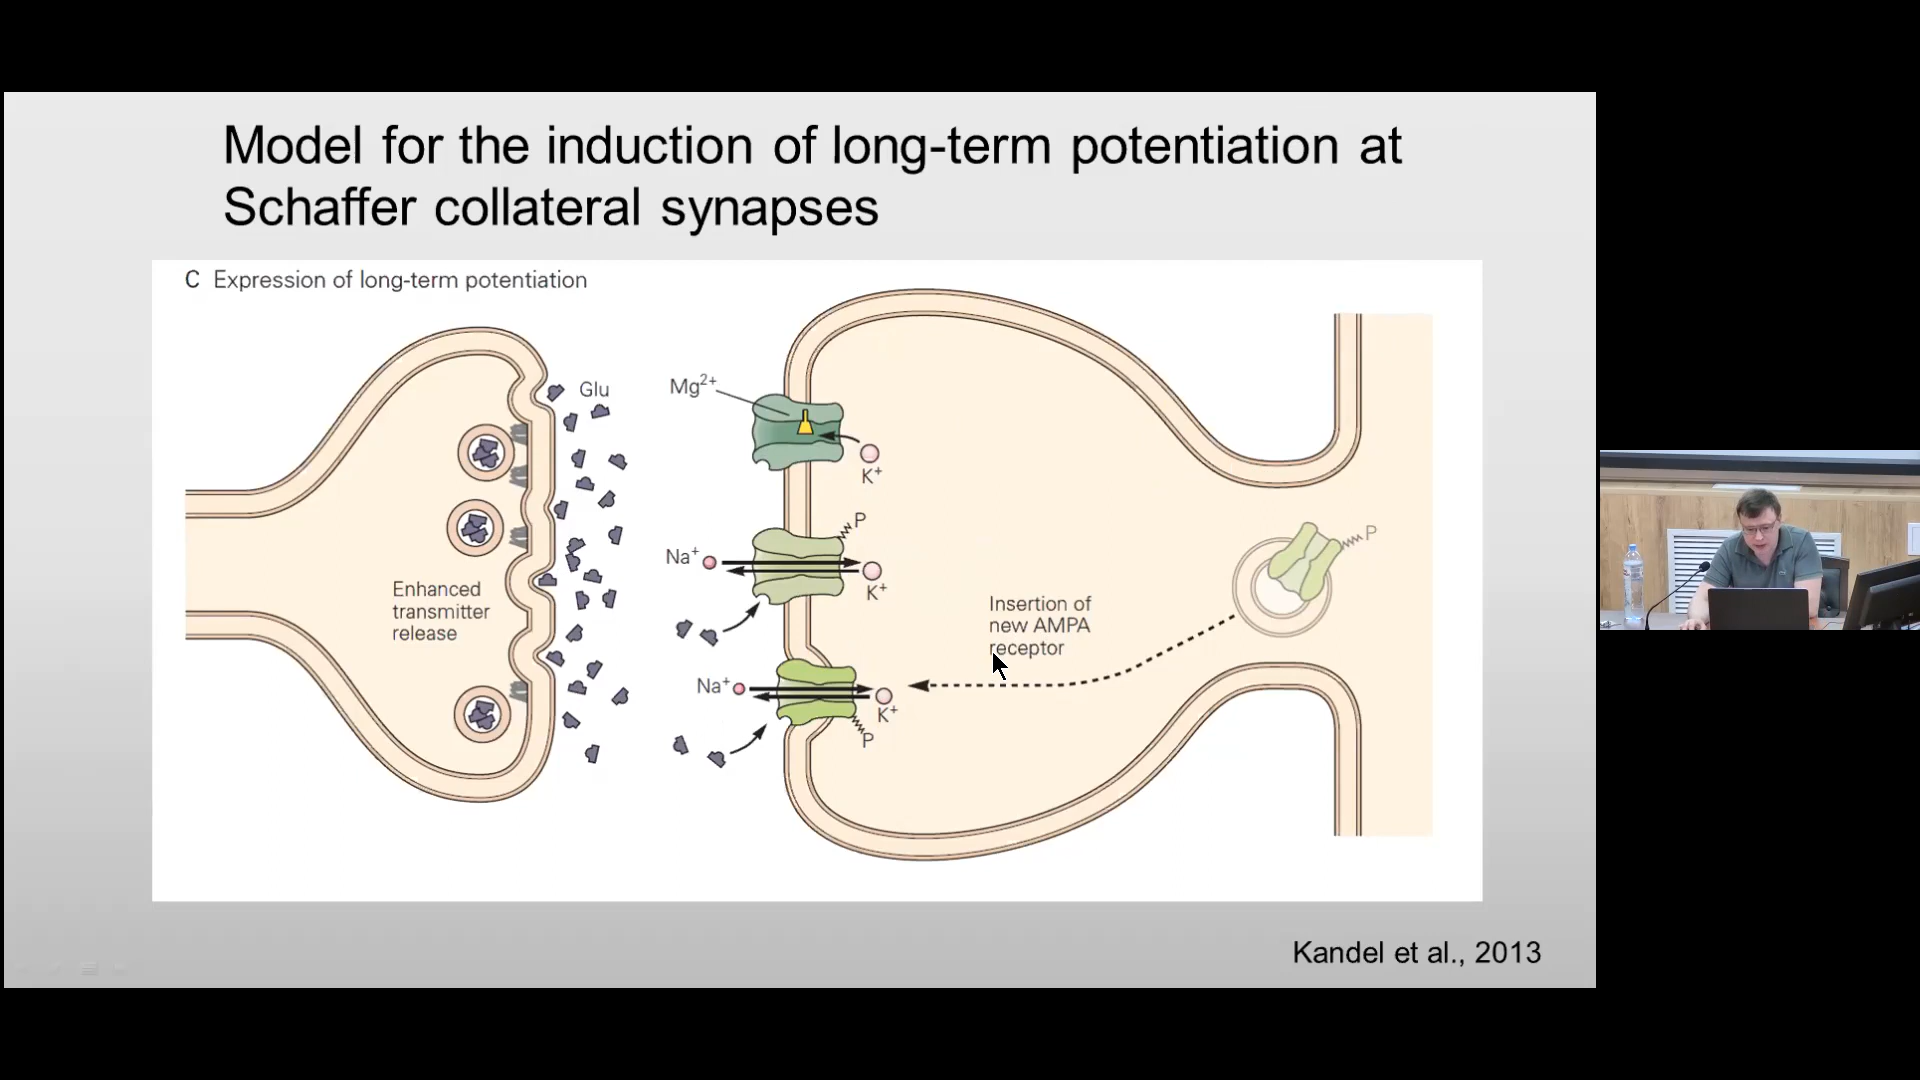 Model for the induction of long-term potentiation at
Schaffer collateral synapses
C Expression of long-term potentiation
Glu
Mg2+
K+
P
Na+
K+
P
Enhanced
transmitter
release
Insertion of
new AMPA
receptor
Na+
K+
P
Kandel et al., 2013